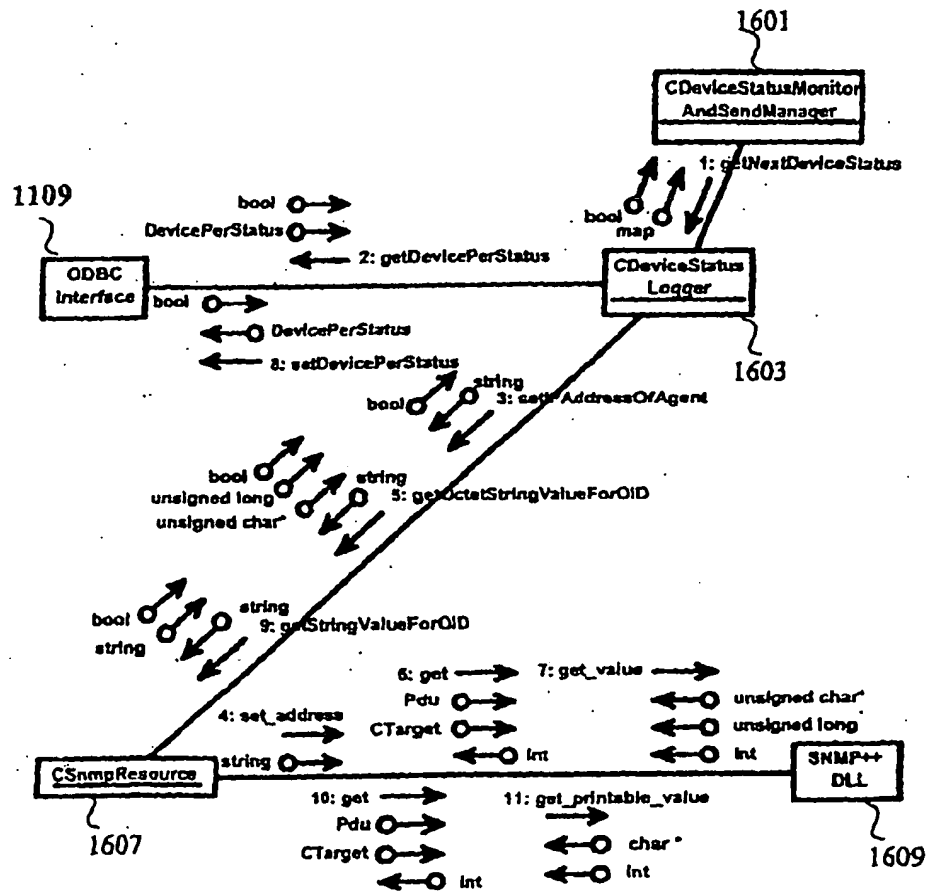 1601
CDeviceStatusMonitor
AndSendManager
1: getNextDeviceStatus
bool
map
1109
bool
DevicePerStatus
2: getDevicePerStatus
ODBC
Interface
CDeviceStatus
Logger
bool
DevicePerStatus
8: setDevicePerStatus
1603
string
bool
3: setIPAddressOfAgent
bool
string
unsigned long
5: getOctetStringValueForOID
unsigned char*
bool
string
string
9: getStringValueForOID
6: get
7: get_value
Pdu
unsigned char*
4: set_address
CTarget
unsigned long
string
int
int
CSnmpResource
SNMP++
DLL
10: get
11: get_printable_value
Pdu
char*
CTarget
int
int
1607
1609